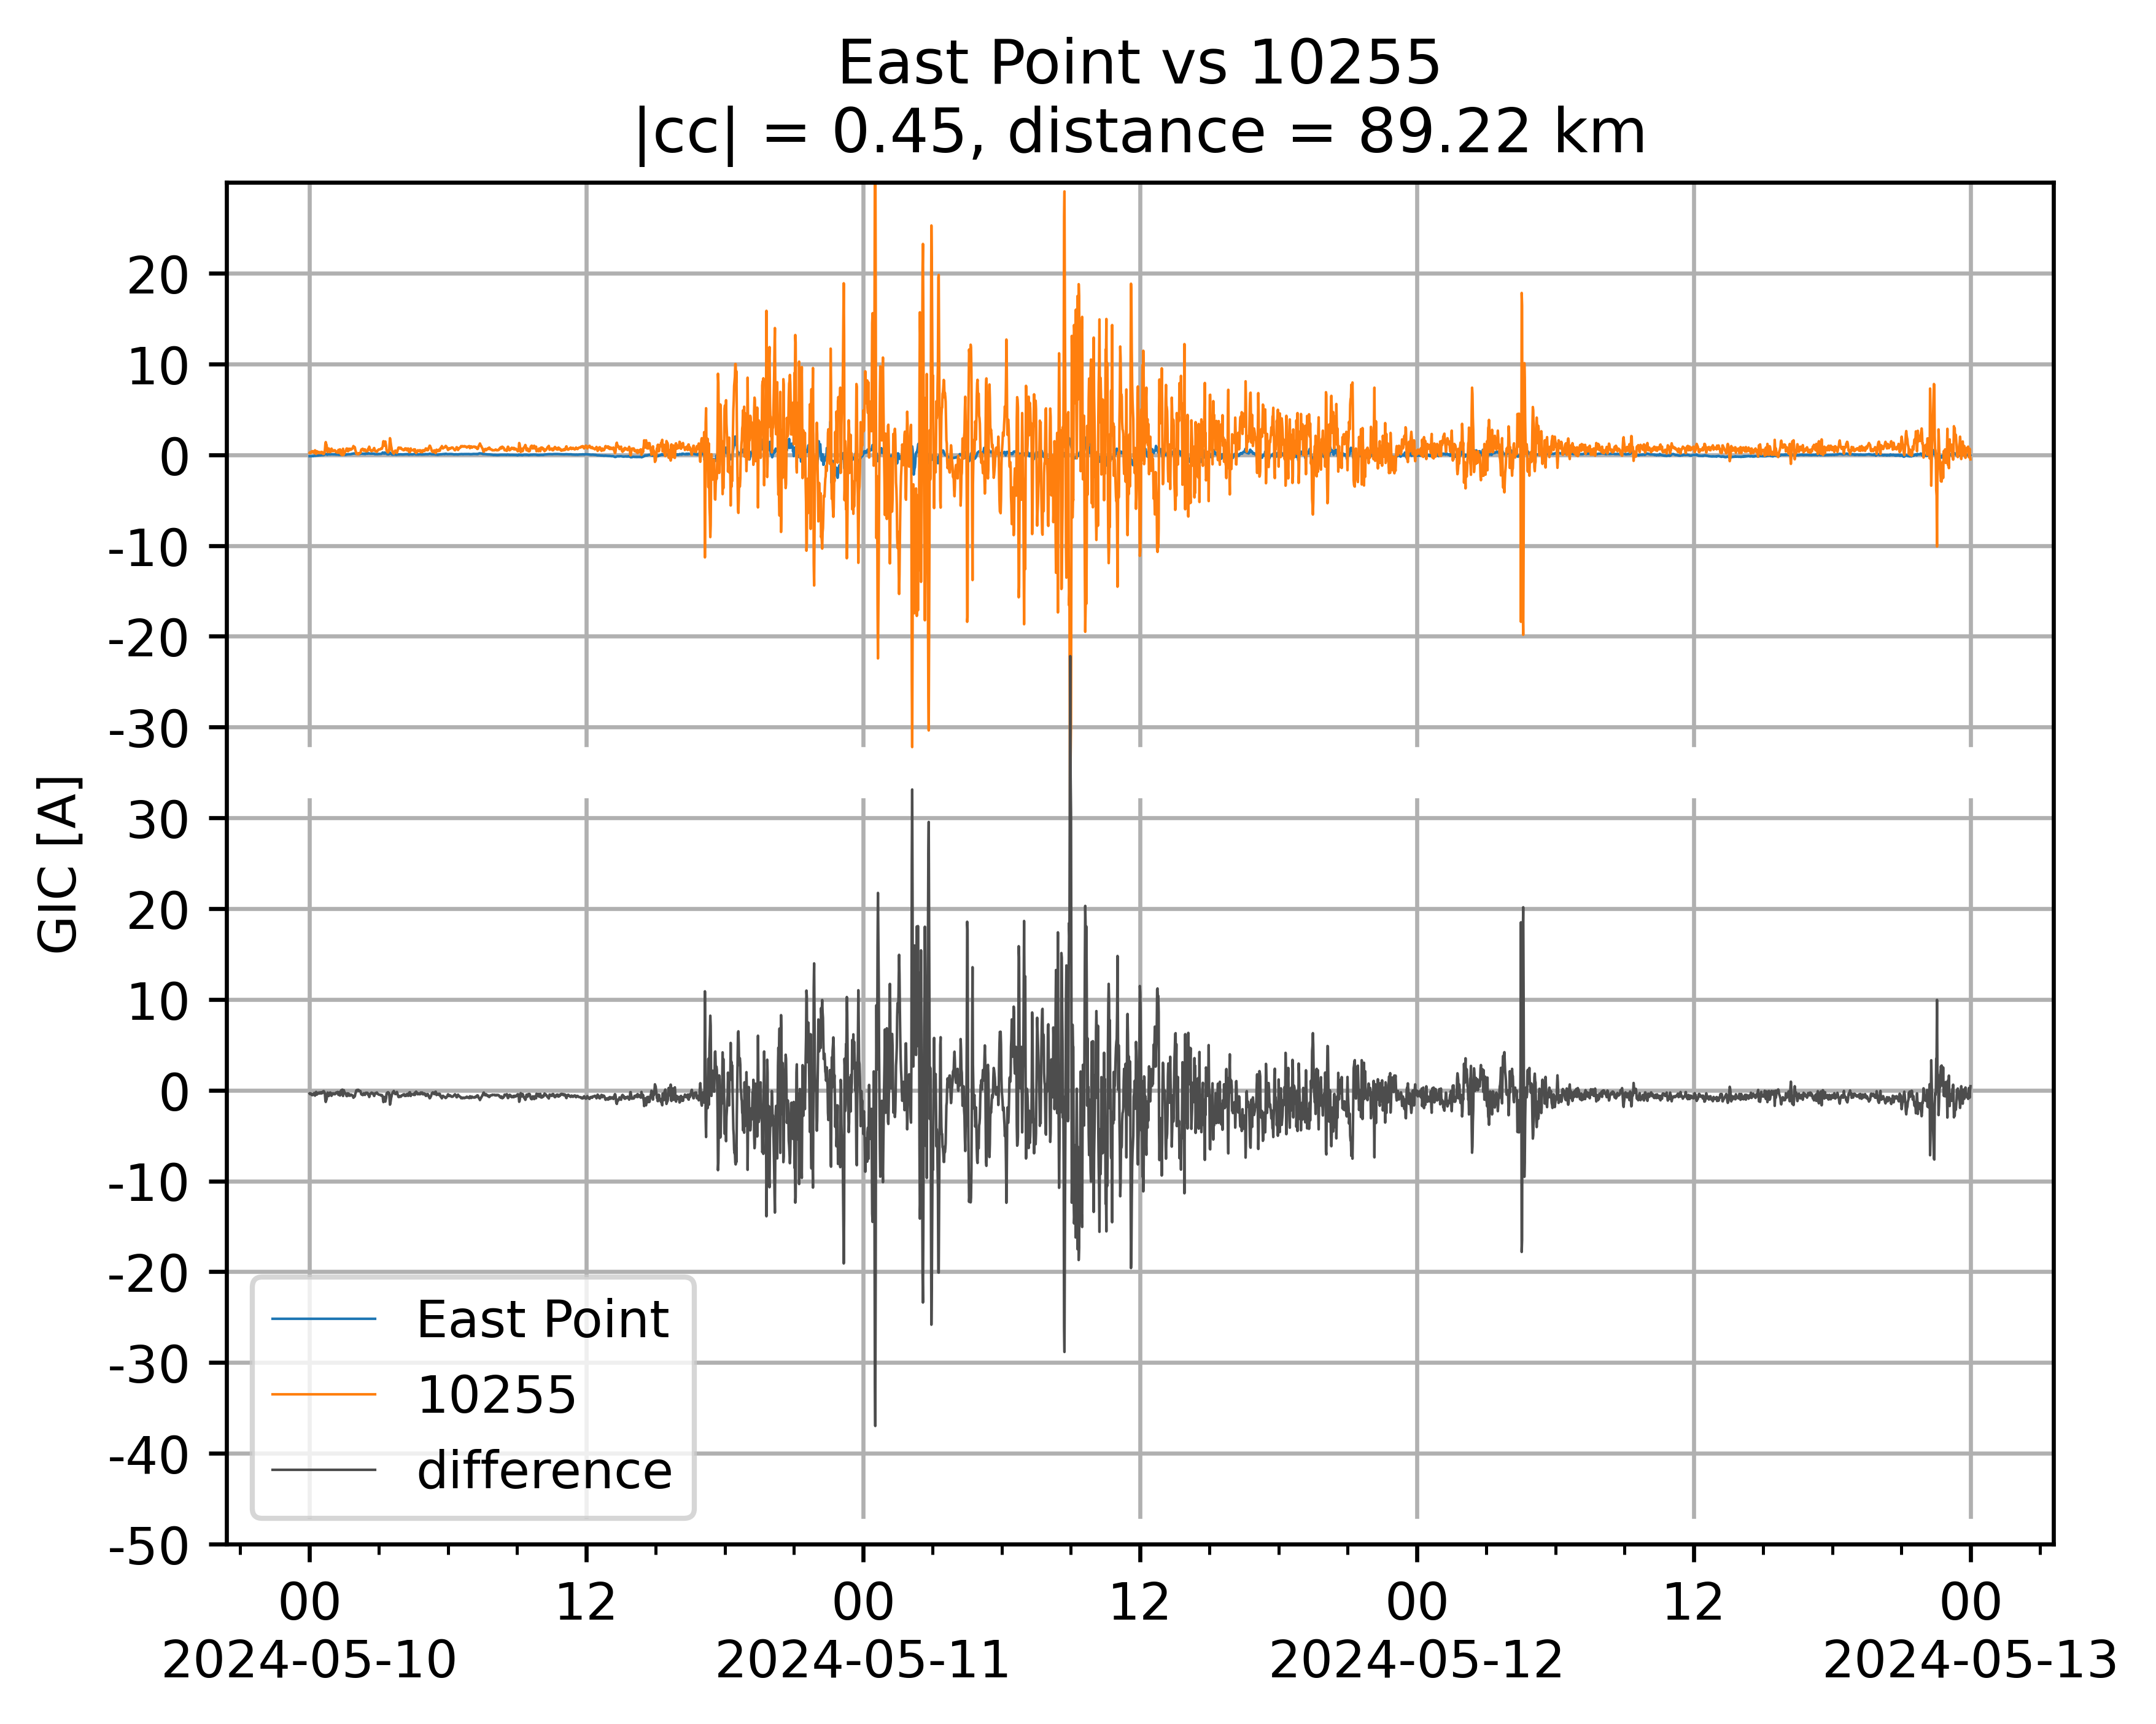 East Point vs 10255
|cc| = 0.45, distance = 89.22 km
GIC [A]
20
10
0
-10
-20
-30
30
20
10
0
-10
-20
-30
-40
-50
East Point
10255
difference
00 12 00 12 00 12 00
2024-05-10 2024-05-11 2024-05-12 2024-05-13